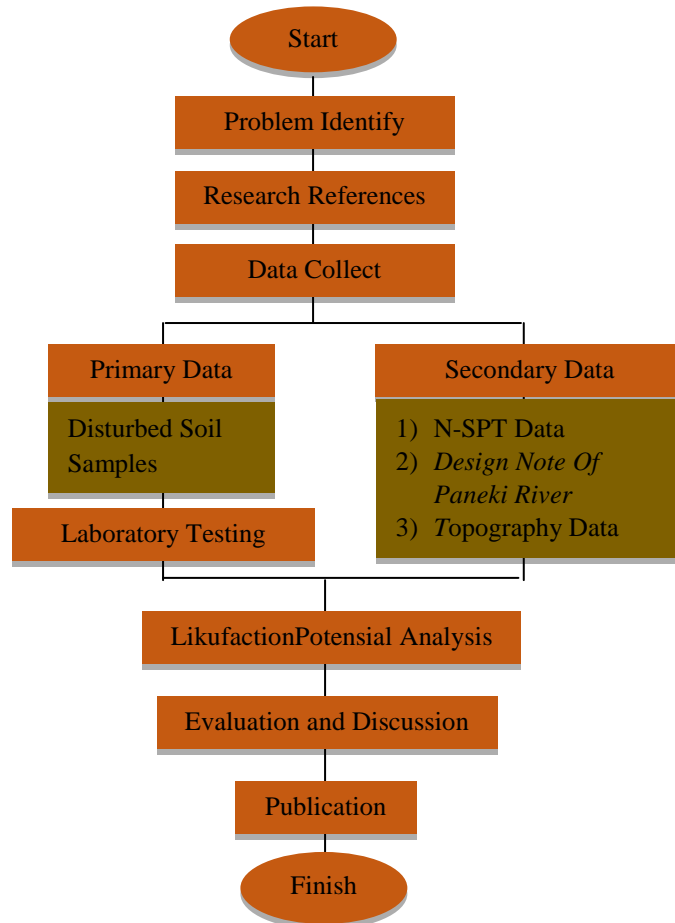 Start
Problem Identify
Research References
Data Collect
Primary Data
Disturbed Soil
Samples
Laboratory Testing
Secondary Data
1) N-SPT Data
2) Design Note Of
Paneki River
3) Topography Data
LikufactionPotensial Analysis
Evaluation and Discussion
Publication
Finish